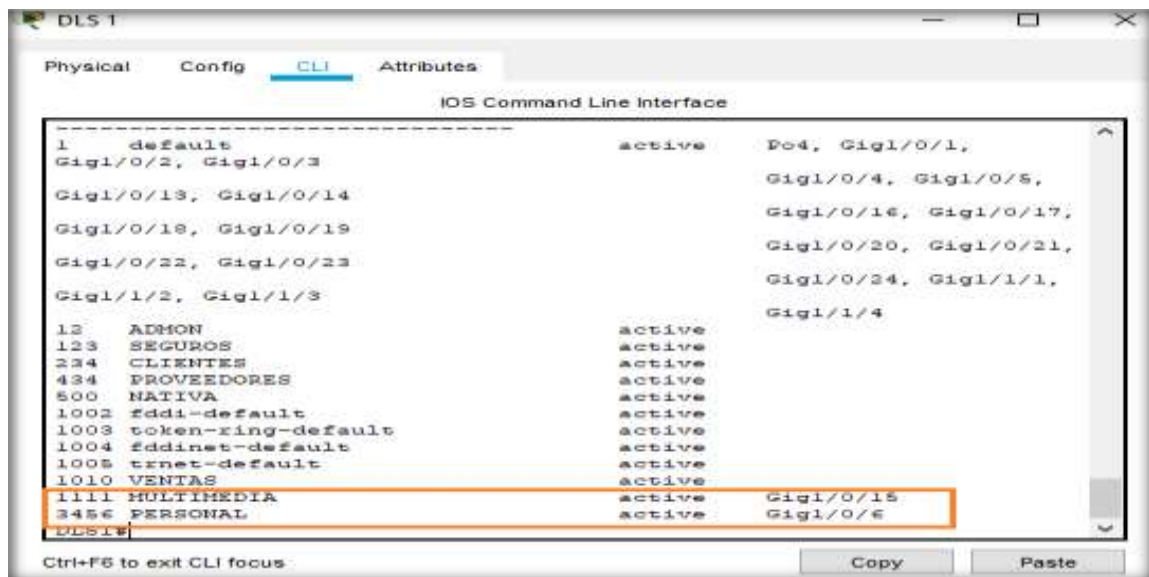 DLS 1
Physical Config CLI Attributes
IOS Command Line Interface
--------------------------------
1 default active Po4, Gig1/0/1,
Gig1/0/2, Gig1/0/3
Gig1/0/4, Gig1/0/5,
Gig1/0/13, Gig1/0/14
Gig1/0/16, Gig1/0/17,
Gig1/0/18, Gig1/0/19
Gig1/0/20, Gig1/0/21,
Gig1/0/22, Gig1/0/23
Gig1/0/24, Gig1/1/1,
Gig1/1/2, Gig1/1/3
Gig1/1/4
12 ADMON active
123 SEGUROS active
234 CLIENTES active
434 PROVEEDORES active
500 NATIVA active
1002 fddi-default active
1003 token-ring-default active
1004 fddinet-default active
1005 trnet-default active
1010 VENTAS active
1111 MULTIMEDIA active Gig1/0/15
3456 PERSONAL active Gig1/0/6
DLS1#
Ctrl+F6 to exit CLI focus
Copy Paste